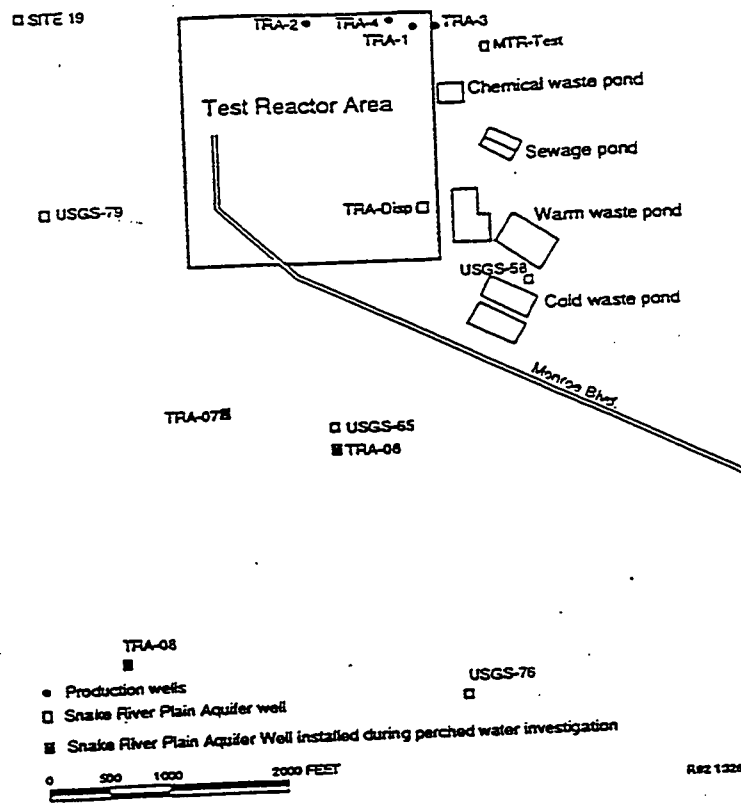 SITE 19
TRA-2
TRA-4
TRA-3
TRA-1
MTR-Test
Chemical waste pond
Test Reactor Area
Sewage pond
USGS-79
TRA-Disp
Warm waste pond
USGS-58
Cold waste pond
Monroe Blvd.
TRA-07
USGS-65
TRA-06
TRA-08
USGS-76
Production wells
Snake River Plain Aquifer well
Snake River Plain Aquifer Well installed during perched water investigation
0 500 1000 2000 FEET